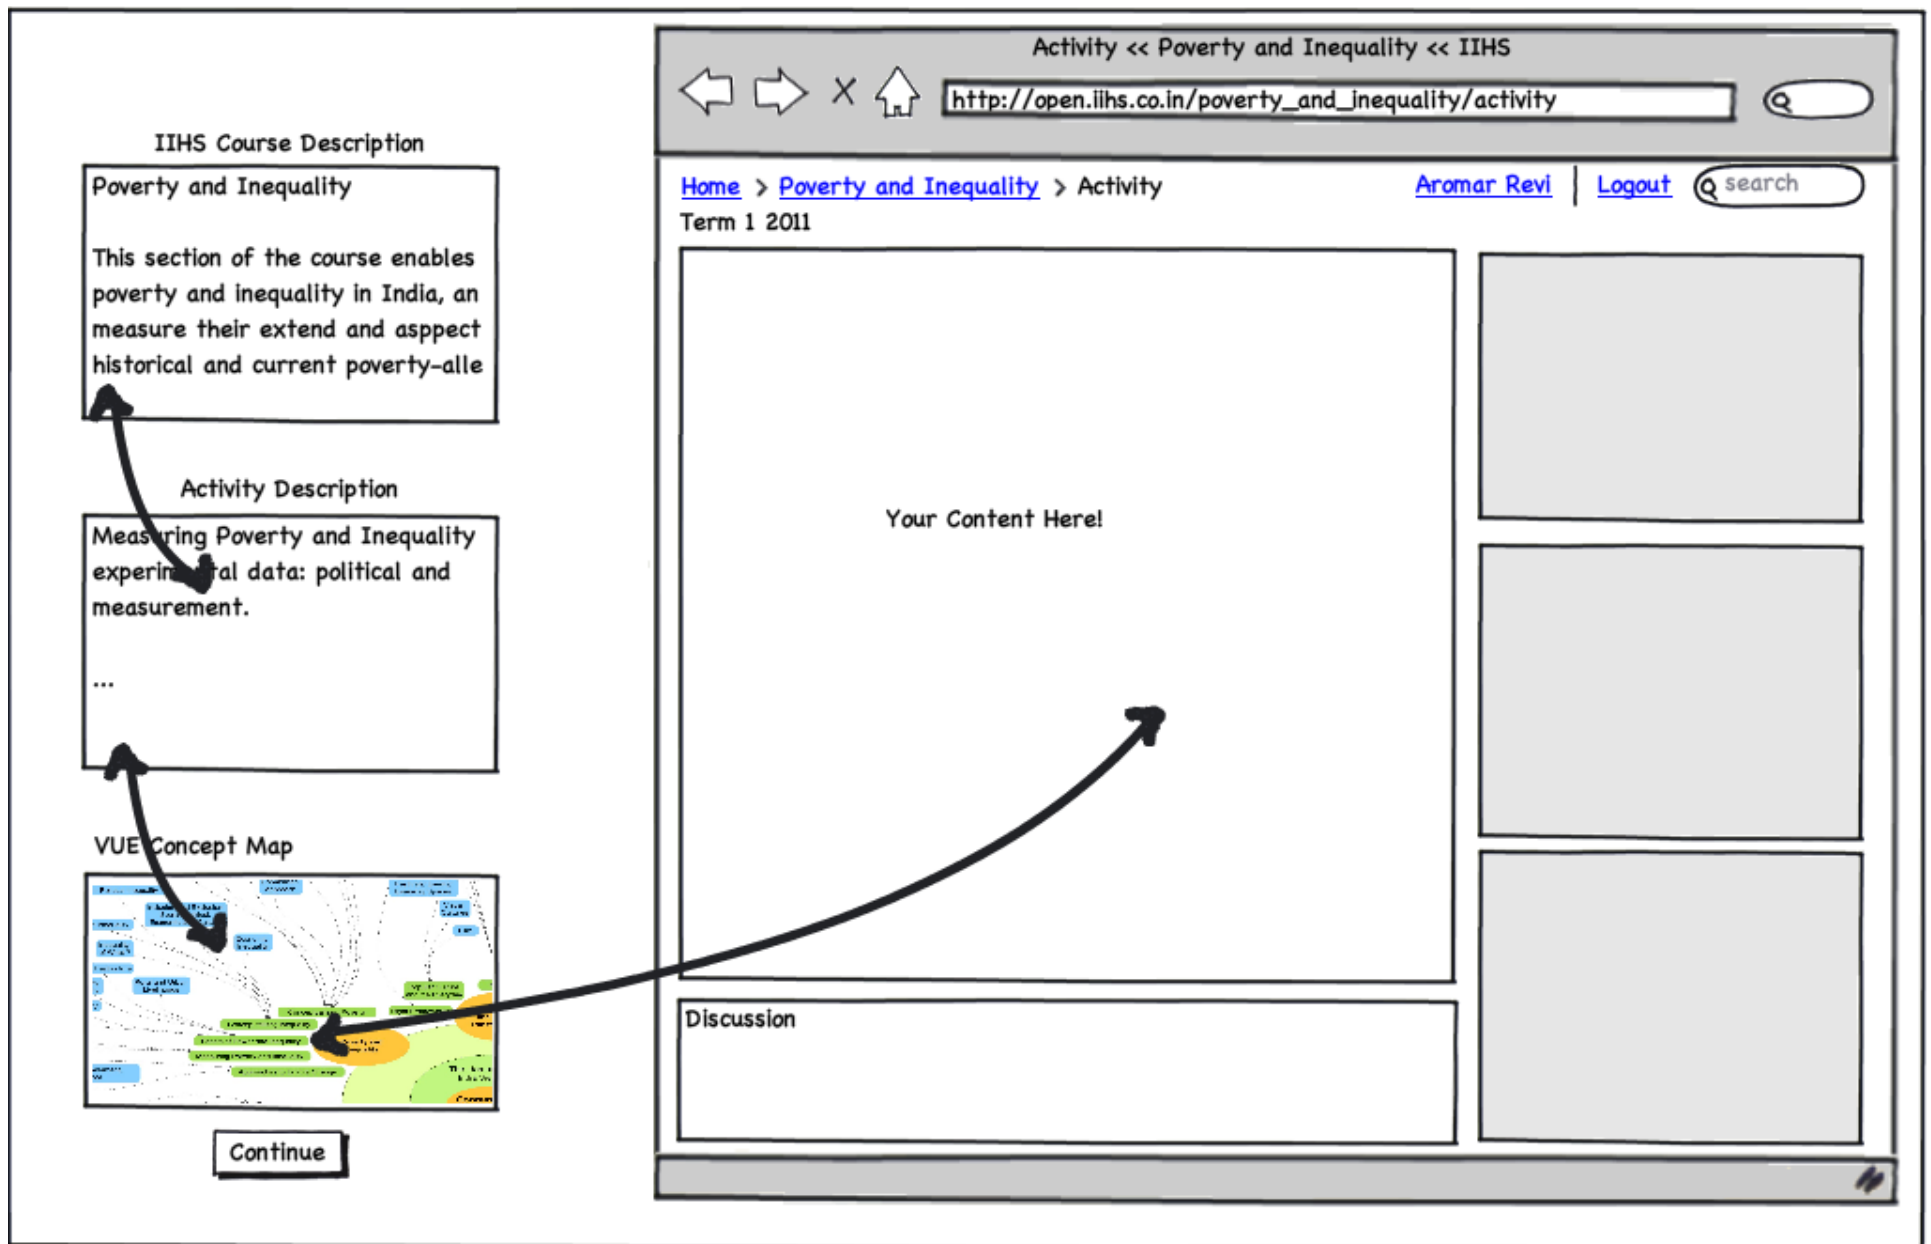 IIHS Course Description
Poverty and Inequality
This section of the course enables
poverty and inequality in India, an
measure their extend and asppect
historical and current poverty-alle
Activity Description
Measuring Poverty and Inequality
experimental data: political and
measurement.
...
VUE Concept Map
Continue
Activity << Poverty and Inequality << IIHS
http://open.iihs.co.in/poverty_and_inequality/activity
Home > Poverty and Inequality > Activity
Aromar Revi | Logout
search
Term 1 2011
Your Content Here!
Discussion